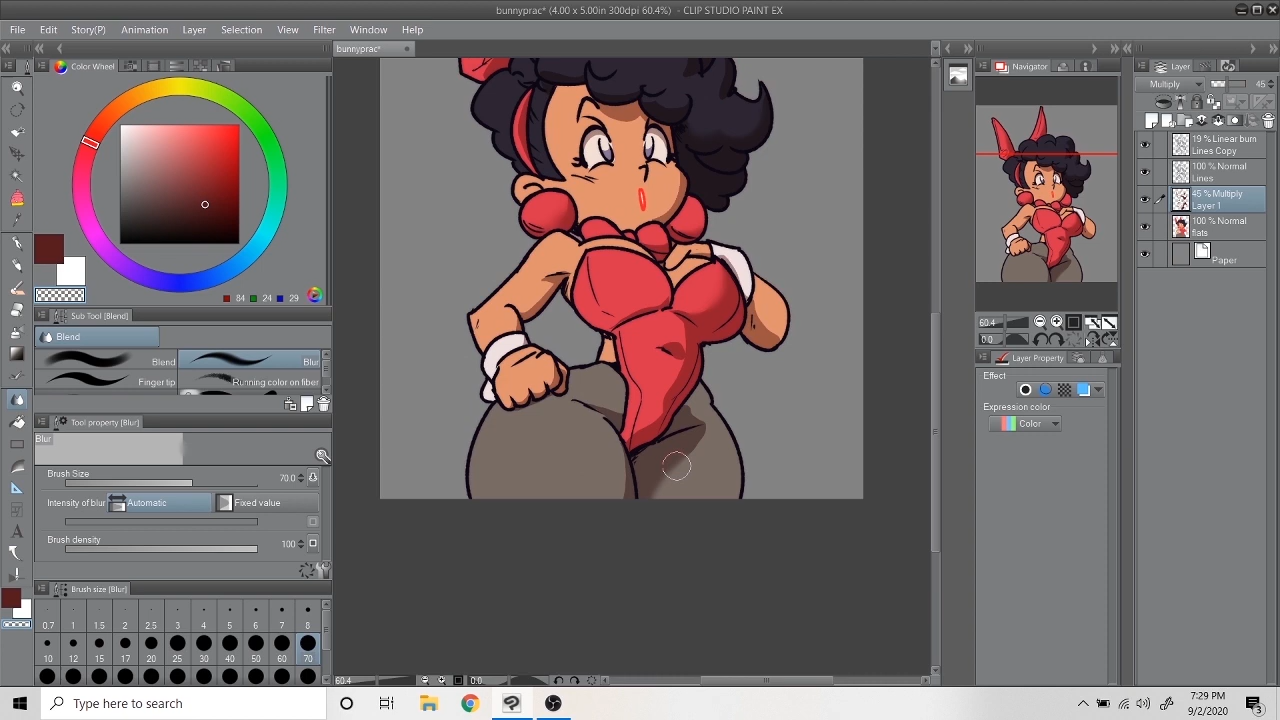 bunnyprac* (4.00 x 5.00in 300dpi 60.4%) - CLIP STUDIO PAINT EX
File Edit Story(P) Animation Layer Selection View Filter Window Help
bunnyprac*
Color Wheel
84 24 29
Sub Tool [Blend]
Blend
Blend Blur
Finger tip Running color on fiber
Tool property [Blur]
Blur
Brush Size 70.0
Intensity of blur Automatic Fixed value
Brush density 100
Brush size [Blur]
0.7 1 1.5 2 2.5 3 4 5 6 7 8
10 12 15 17 20 25 30 40 50 60 70
60.4 0.0
Navigator
60.4
0.0
Layer Property
Effect
Expression color
Color
Layer
Multiply 45
19 % Linear burn
Lines Copy
100 % Normal
Lines
45 % Multiply
Layer 1
100 % Normal
flats
Paper
Type here to search
7:29 PM
9/2/2020
3